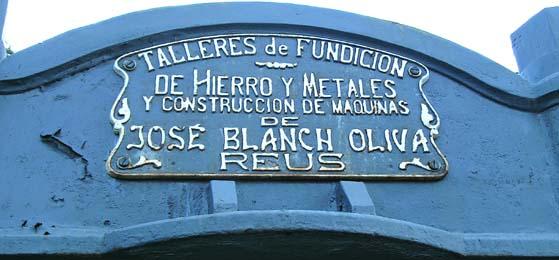 TALLERES de FUNDICION
DE HIERRO Y METALES
Y CONSTRUCCION DE MAQUINAS
DE
JOSÉ BLANCH OLIVA
REUS